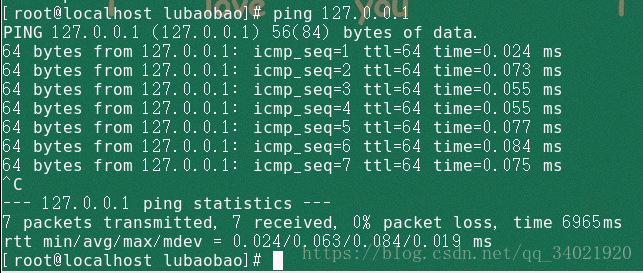 love you I
[root@localhost lubaobao]# ping 127.0.0.1
PING 127.0.0.1 (127.0.0.1) 56(84) bytes of data.
64 bytes from 127.0.0.1: icmp_seq=1 ttl=64 time=0.024 ms
64 bytes from 127.0.0.1: icmp_seq=2 ttl=64 time=0.073 ms
64 bytes from 127.0.0.1: icmp_seq=3 ttl=64 time=0.055 ms
64 bytes from 127.0.0.1: icmp_seq=4 ttl=64 time=0.055 ms
64 bytes from 127.0.0.1: icmp_seq=5 ttl=64 time=0.077 ms
64 bytes from 127.0.0.1: icmp_seq=6 ttl=64 time=0.084 ms
64 bytes from 127.0.0.1: icmp_seq=7 ttl=64 time=0.075 ms
^C
--- 127.0.0.1 ping statistics ---
7 packets transmitted, 7 received, 0% packet loss, time 6965ms
rtt min/avg/max/mdev = 0.024/0.063/0.084/0.019 ms
[root@localhost lubaobao]#
https://blog.csdn.net/qq_34021920